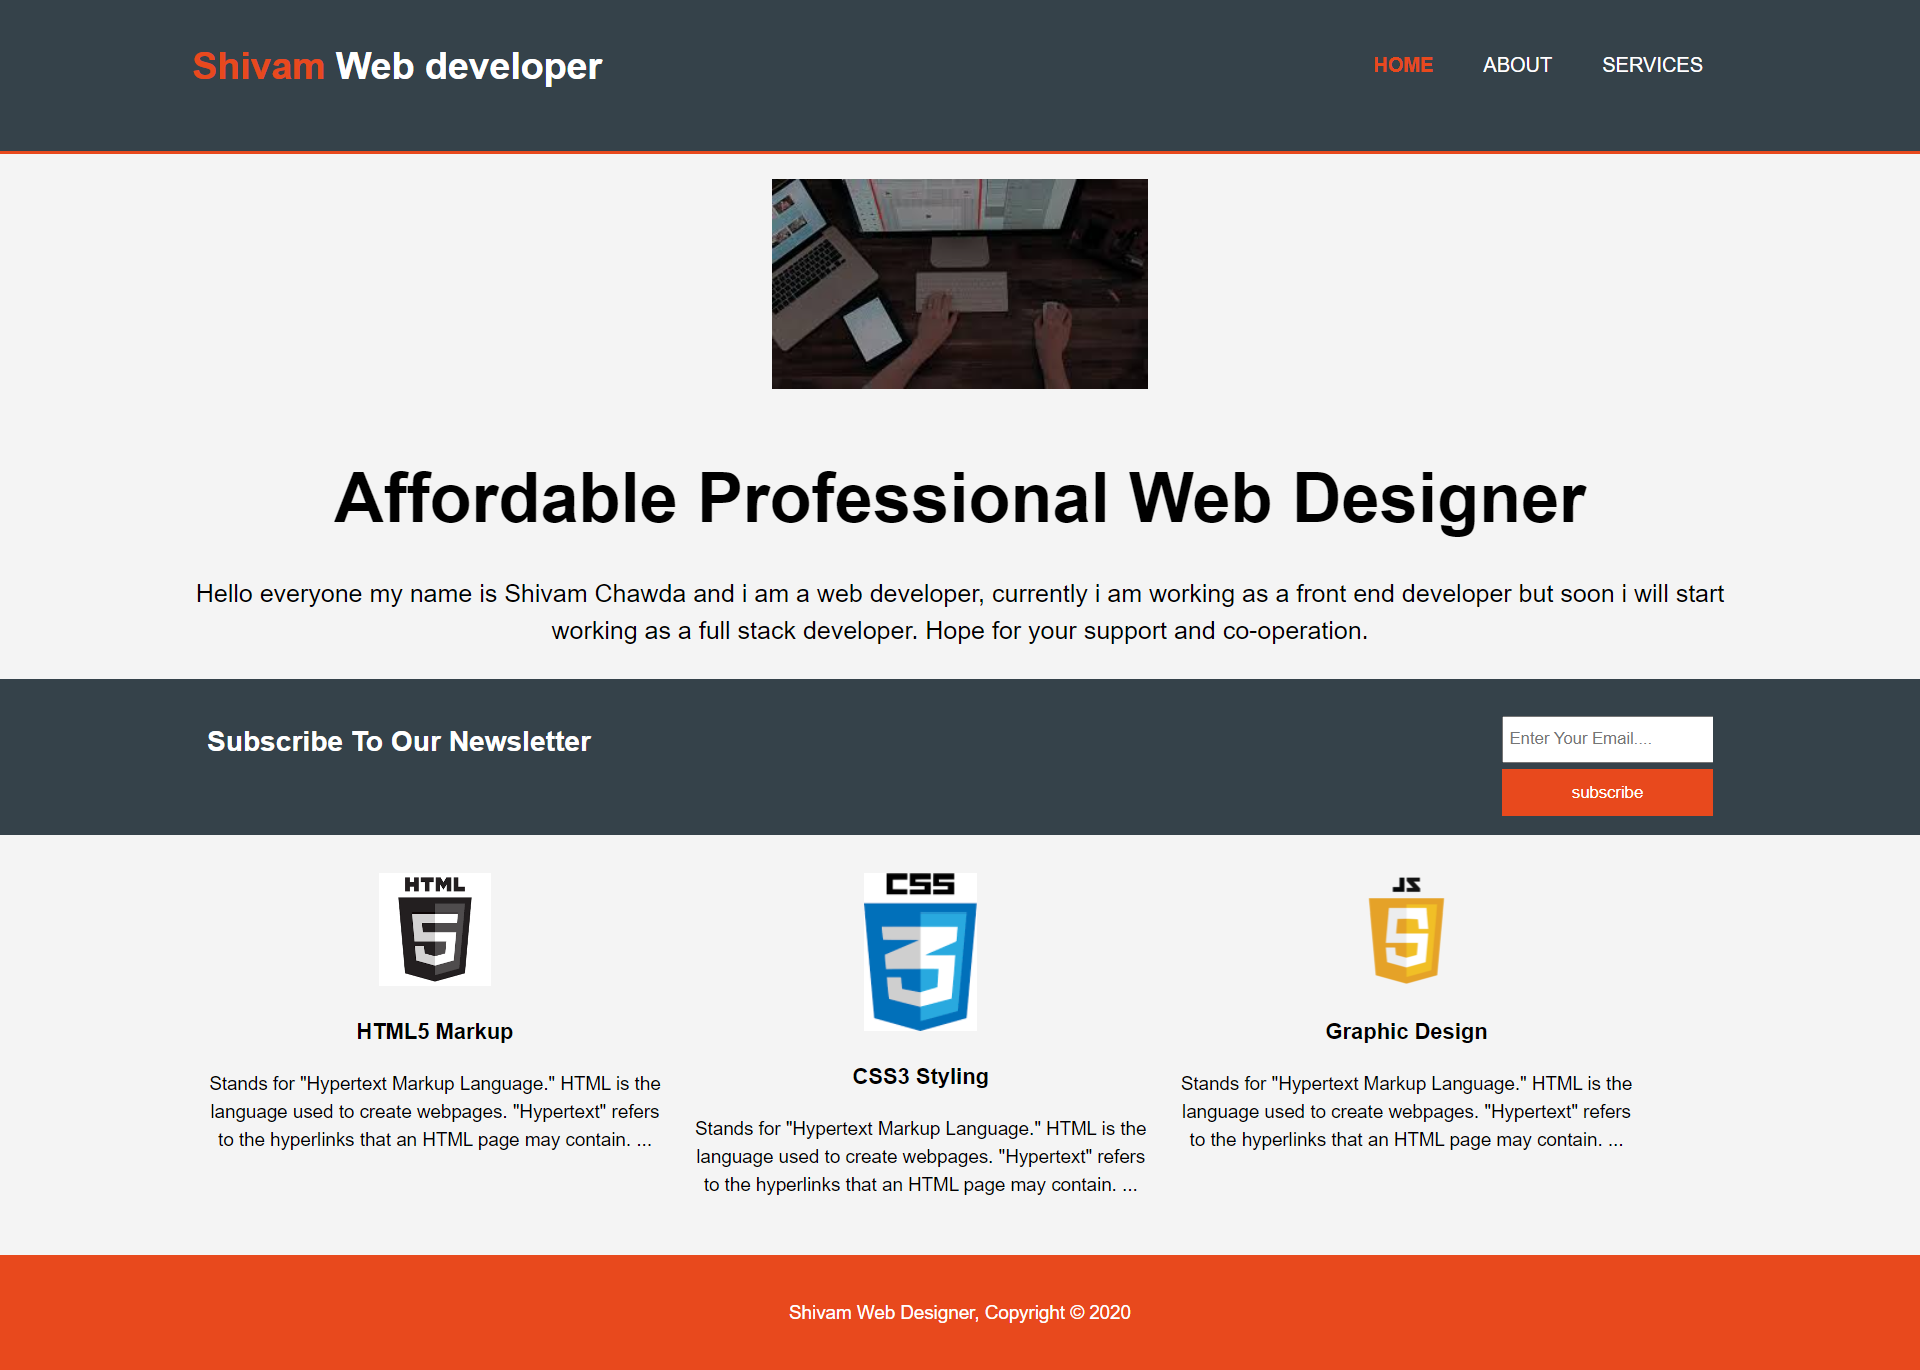 Shivam Web developer
HOME ABOUT SERVICES
Affordable Professional Web Designer
Hello everyone my name is Shivam Chawda and i am a web developer, currently i am working as a front end developer but soon i will start
working as a full stack developer. Hope for your support and co-operation.
Subscribe To Our Newsletter
Enter Your Email....
subscribe
HTML
5
HTML5 Markup
Stands for "Hypertext Markup Language." HTML is the
language used to create webpages. "Hypertext" refers
to the hyperlinks that an HTML page may contain. ...
CSS
3
CSS3 Styling
Stands for "Hypertext Markup Language." HTML is the
language used to create webpages. "Hypertext" refers
to the hyperlinks that an HTML page may contain. ...
JS
5
Graphic Design
Stands for "Hypertext Markup Language." HTML is the
language used to create webpages. "Hypertext" refers
to the hyperlinks that an HTML page may contain. ...
Shivam Web Designer, Copyright © 2020